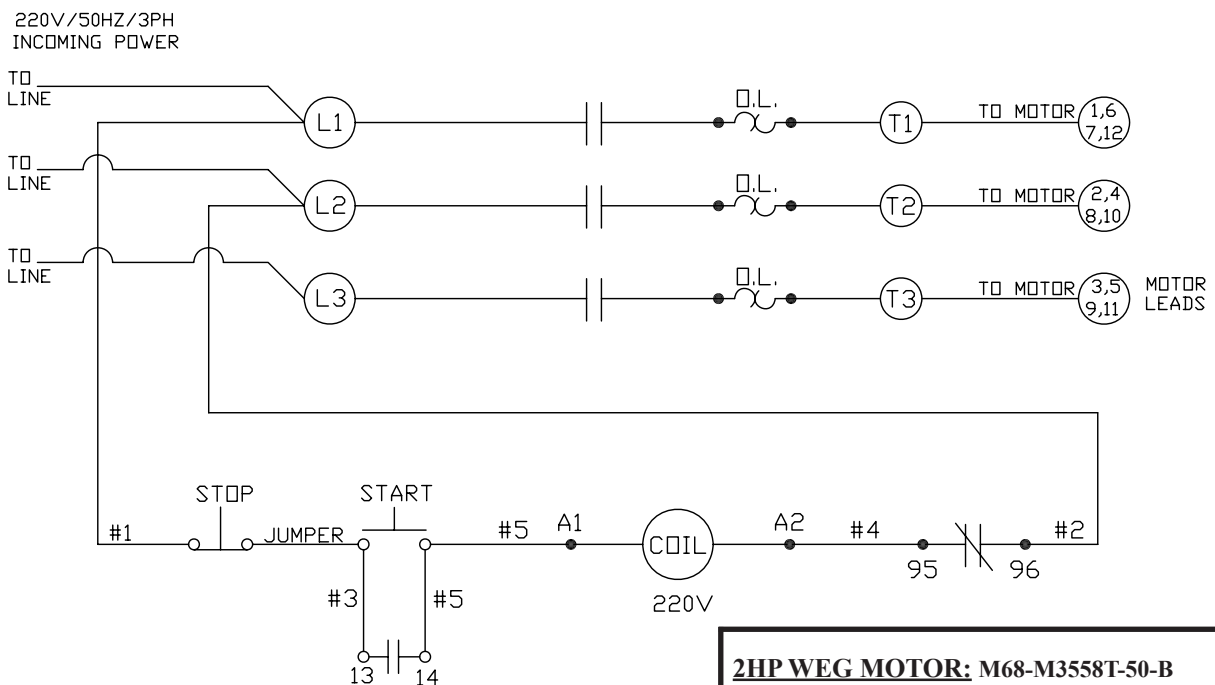 220V/50HZ/3PH
INCOMING POWER
TO
LINE
L1
O.L.
T1
TO MOTOR
1,6
7,12
TO
LINE
L2
O.L.
T2
TO MOTOR
2,4
8,10
TO
LINE
L3
O.L.
T3
TO MOTOR
3,5
9,11
MOTOR
LEADS
STOP
START
#1
JUMPER
#5
A1
COIL
A2
#4
#2
95
96
220V
#3
#5
13
14
2HP WEG MOTOR: M68-M3558T-50-B